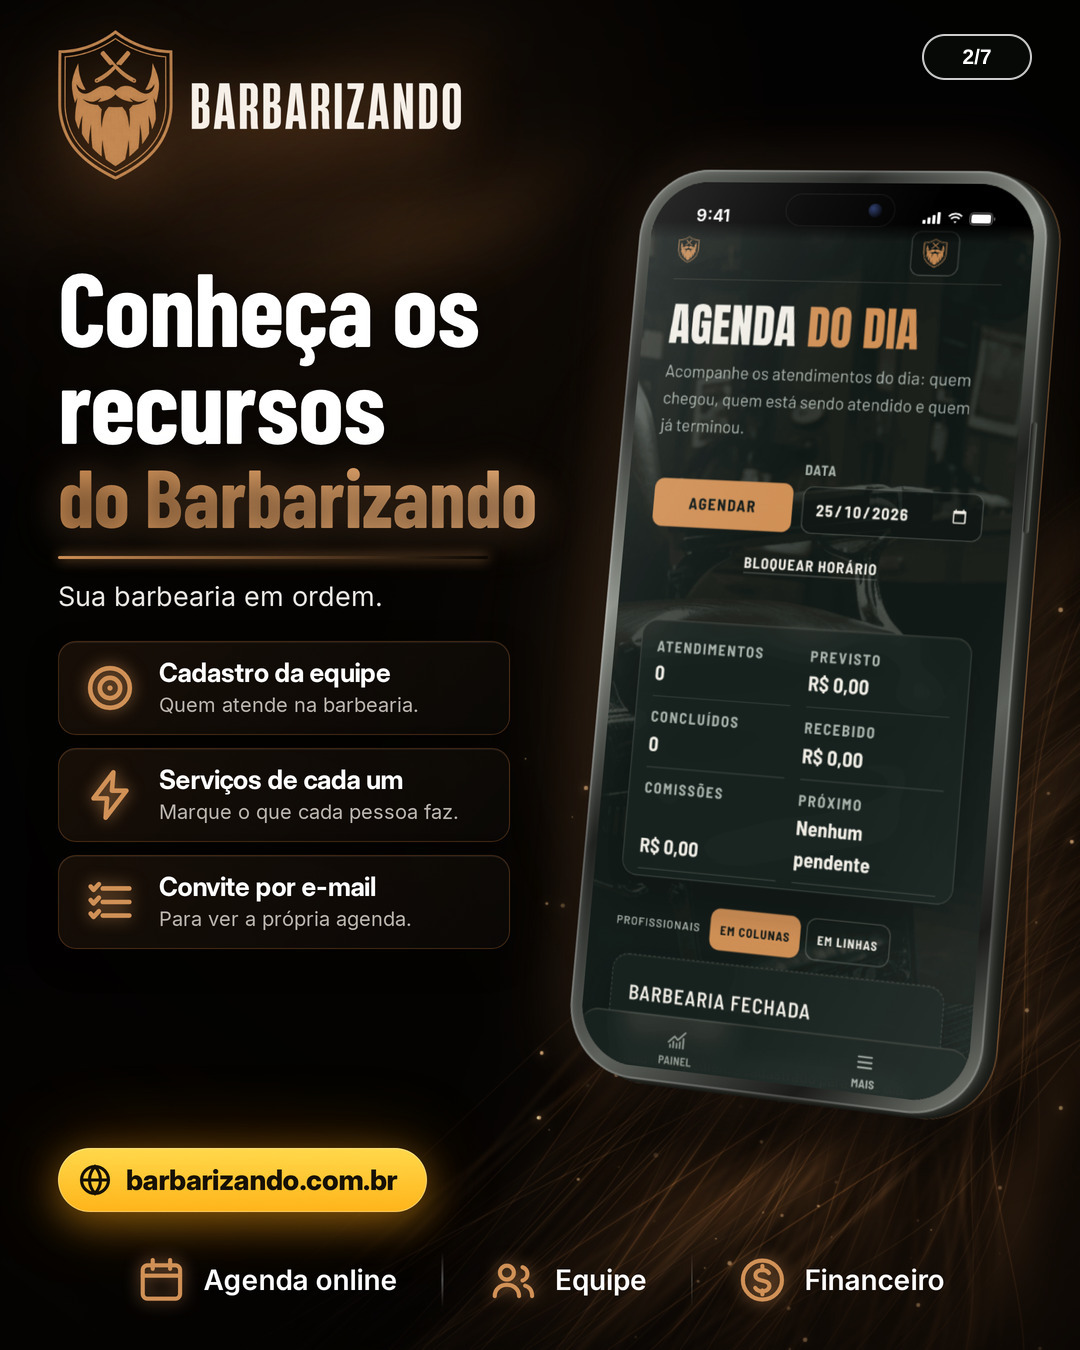 BARBARIZANDO
2/7
Conheça os
recursos
do Barbarizando
Sua barbearia em ordem.
Cadastro da equipe
Quem atende na barbearia.
Serviços de cada um
Marque o que cada pessoa faz.
Convite por e-mail
Para ver a própria agenda.
9:41
AGENDA DO DIA
Acompanhe os atendimentos do dia: quem
chegou, quem está sendo atendido e quem
já terminou.
DATA
AGENDAR
25/10/2026
BLOQUEAR HORÁRIO
ATENDIMENTOS
0
PREVISTO
R$ 0,00
CONCLUÍDOS
0
RECEBIDO
R$ 0,00
COMISSÕES
R$ 0,00
PRÓXIMO
Nenhum
pendente
PROFISSIONAIS
EM COLUNAS
EM LINHAS
BARBEARIA FECHADA
PAINEL
MAIS
barbarizando.com.br
Agenda online
Equipe
Financeiro